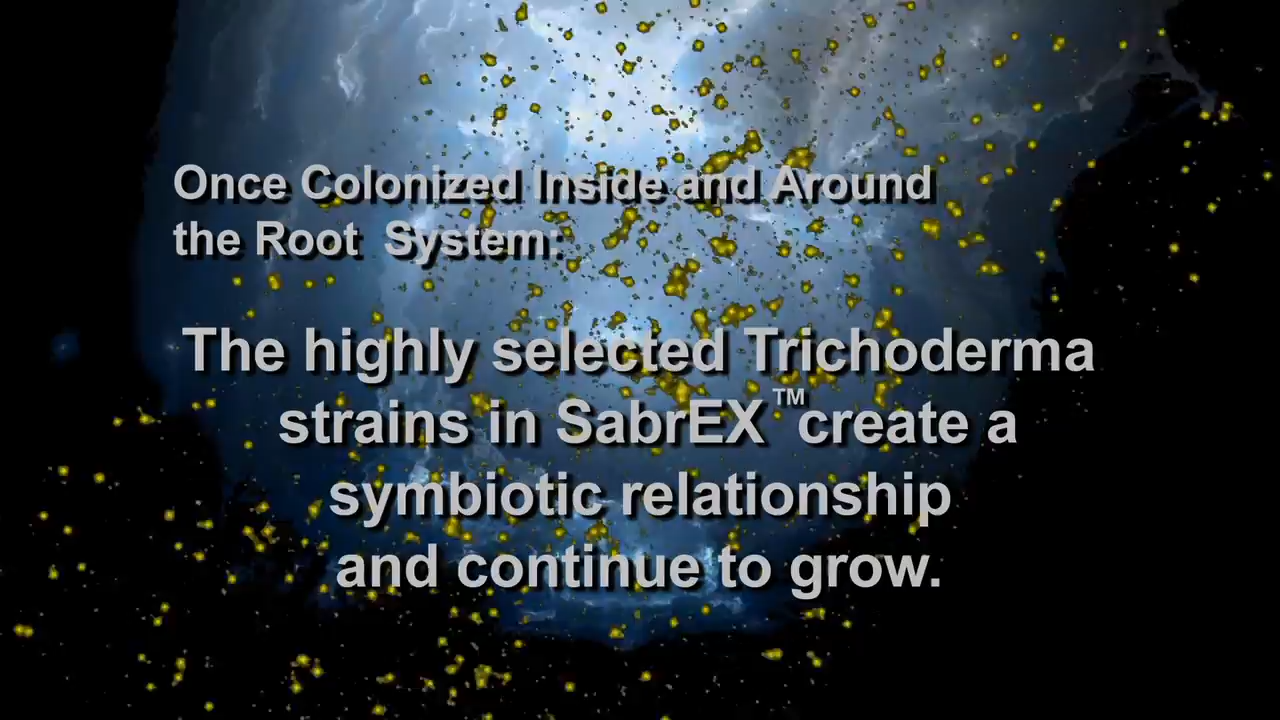 Once Colonized Inside and Around
the Root System:
The highly selected Trichoderma
strains in SabrEX™ create a
symbiotic relationship
and continue to grow.